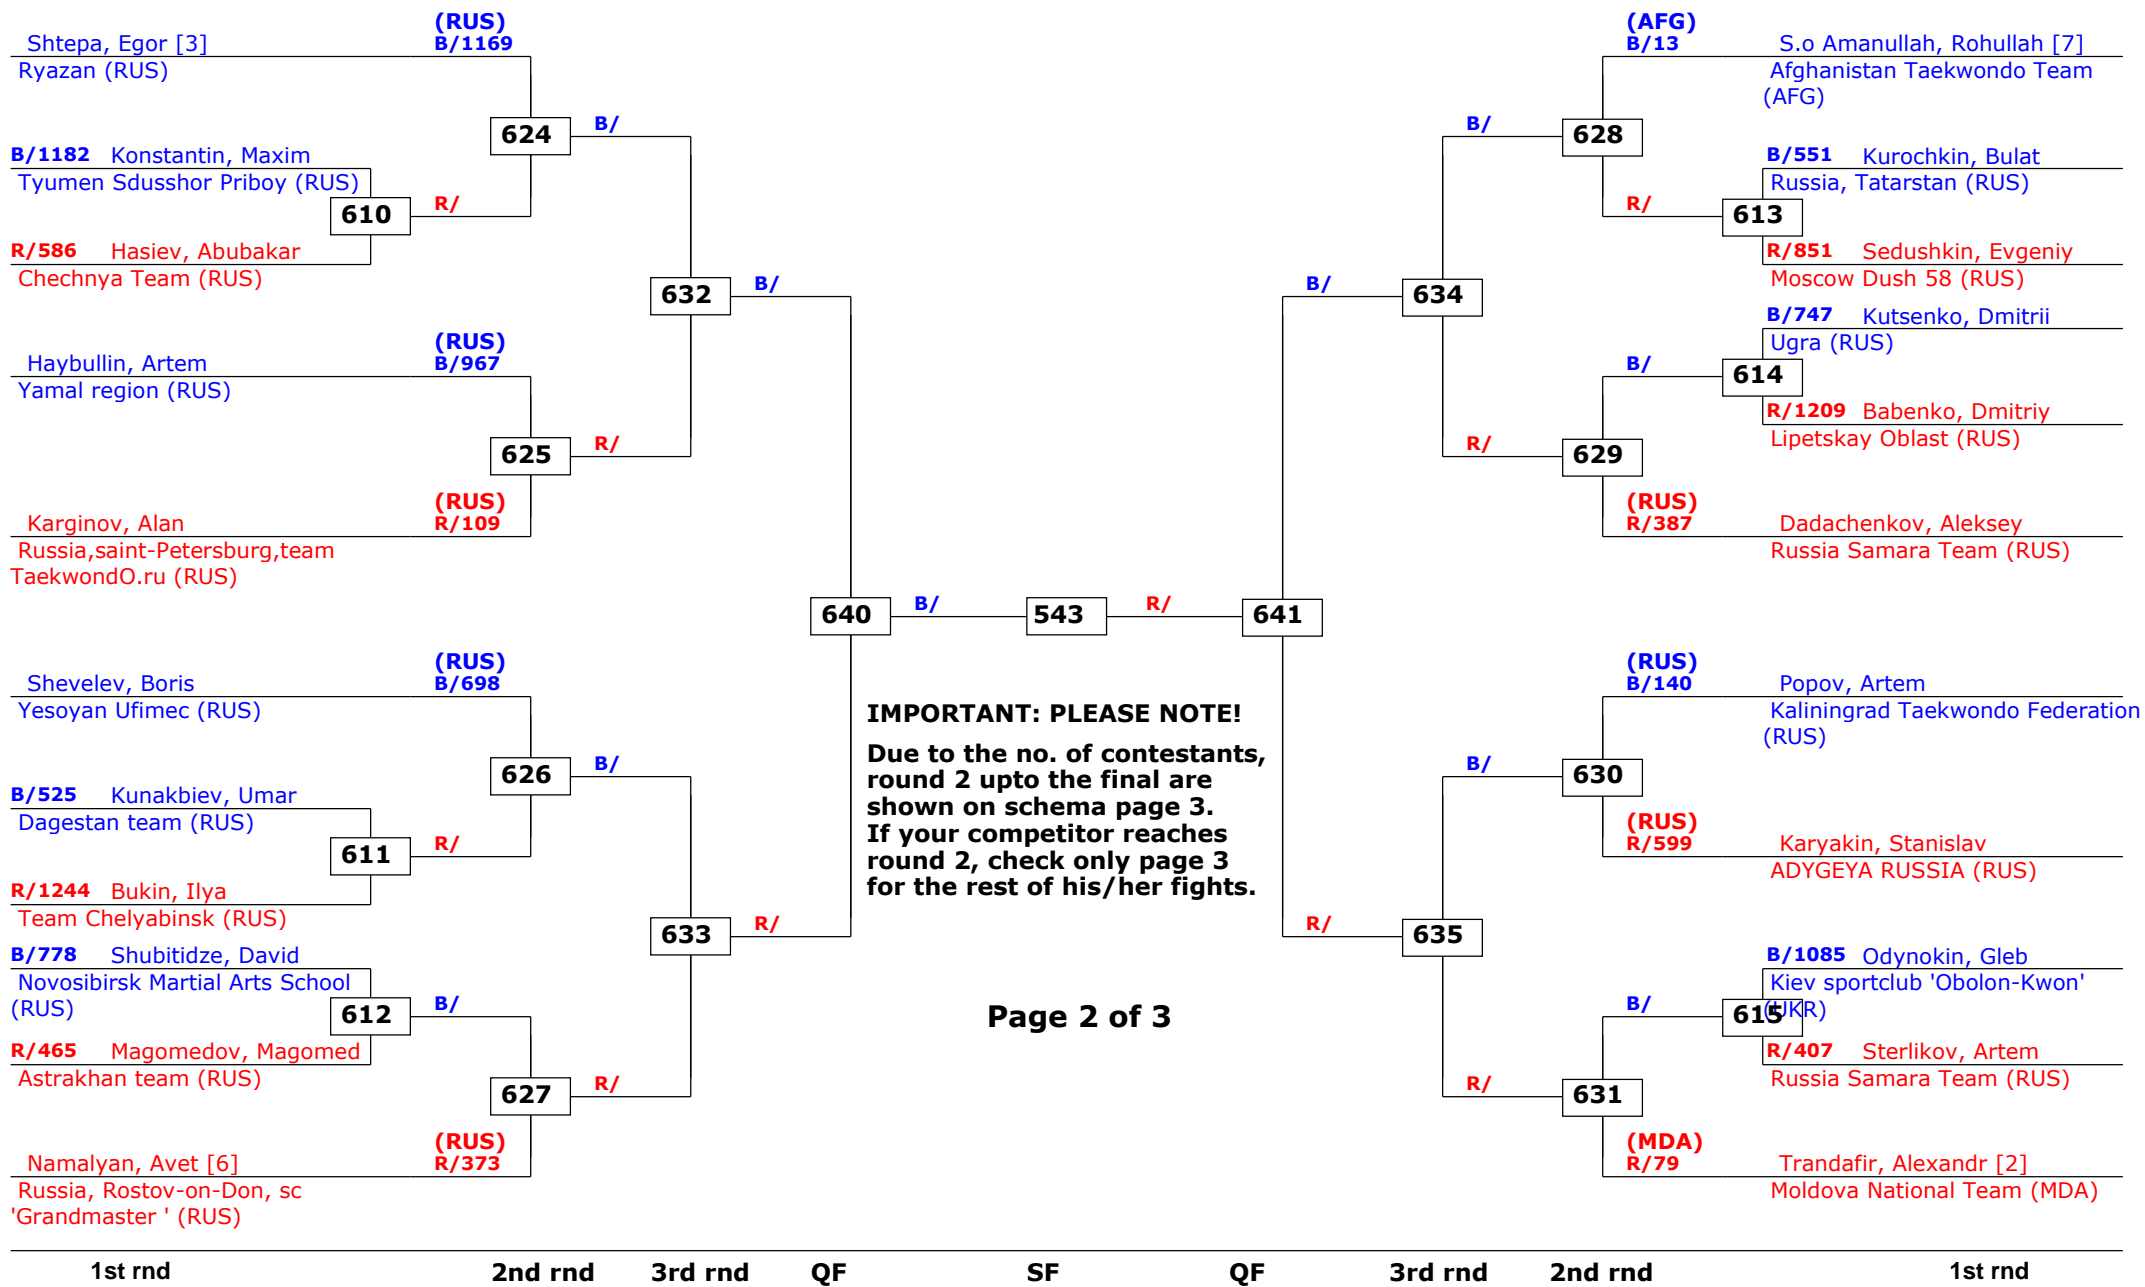 (RUS)
Shtepa, Egor [3] B/1169
Ryazan (RUS)
624 B/
B/1182 Konstantin, Maxim
Tyumen Sdusshor Priboy (RUS)
610 R/
R/586 Hasiev, Abubakar
Chechnya Team (RUS)
632 B/
(RUS)
Haybullin, Artem B/967
Yamal region (RUS)
625 R/
(RUS)
Karginov, Alan R/109
Russia,saint-Petersburg,team
TaekwondO.ru (RUS)
640 B/ 543 R/ 641
(RUS)
Shevelev, Boris B/698
Yesoyan Ufimec (RUS)
626 B/
B/525 Kunakbiev, Umar
Dagestan team (RUS)
611 R/
R/1244 Bukin, Ilya
Team Chelyabinsk (RUS)
633 R/
B/778 Shubitidze, David
Novosibirsk Martial Arts School
(RUS)
612 B/
R/465 Magomedov, Magomed
Astrakhan team (RUS)
627 R/
(RUS)
Namalyan, Avet [6] R/373
Russia, Rostov-on-Don, sc
'Grandmaster ' (RUS)
IMPORTANT: PLEASE NOTE!
Due to the no. of contestants,
round 2 upto the final are
shown on schema page 3.
If your competitor reaches
round 2, check only page 3
for the rest of his/her fights.
Page 2 of 3
(AFG)
B/13 S.o Amanullah, Rohullah [7]
Afghanistan Taekwondo Team
(AFG)
B/ 628
B/551 Kurochkin, Bulat
Russia, Tatarstan (RUS)
R/ 613
R/851 Sedushkin, Evgeniy
Moscow Dush 58 (RUS)
B/ 634
B/747 Kutsenko, Dmitrii
Ugra (RUS)
B/ 614
R/1209 Babenko, Dmitriy
Lipetskay Oblast (RUS)
R/ 629
(RUS)
R/387 Dadachenkov, Aleksey
Russia Samara Team (RUS)
(RUS)
B/140 Popov, Artem
Kaliningrad Taekwondo Federation
(RUS)
B/ 630
(RUS)
R/599 Karyakin, Stanislav
ADYGEYA RUSSIA (RUS)
R/ 635
B/1085 Odynokin, Gleb
Kiev sportclub 'Obolon-Kwon'
(UKR)
B/ 615
R/407 Sterlikov, Artem
Russia Samara Team (RUS)
R/ 631
(MDA)
R/79 Trandafir, Alexandr [2]
Moldova National Team (MDA)
1st rnd 2nd rnd 3rd rnd QF SF QF 3rd rnd 2nd rnd 1st rnd